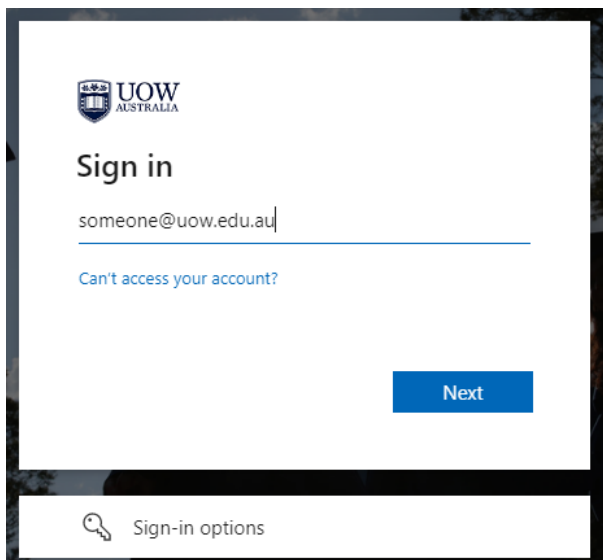 UOW
AUSTRALIA
Sign in
someone@uow.edu.au
Can't access your account?
Next
Sign-in options